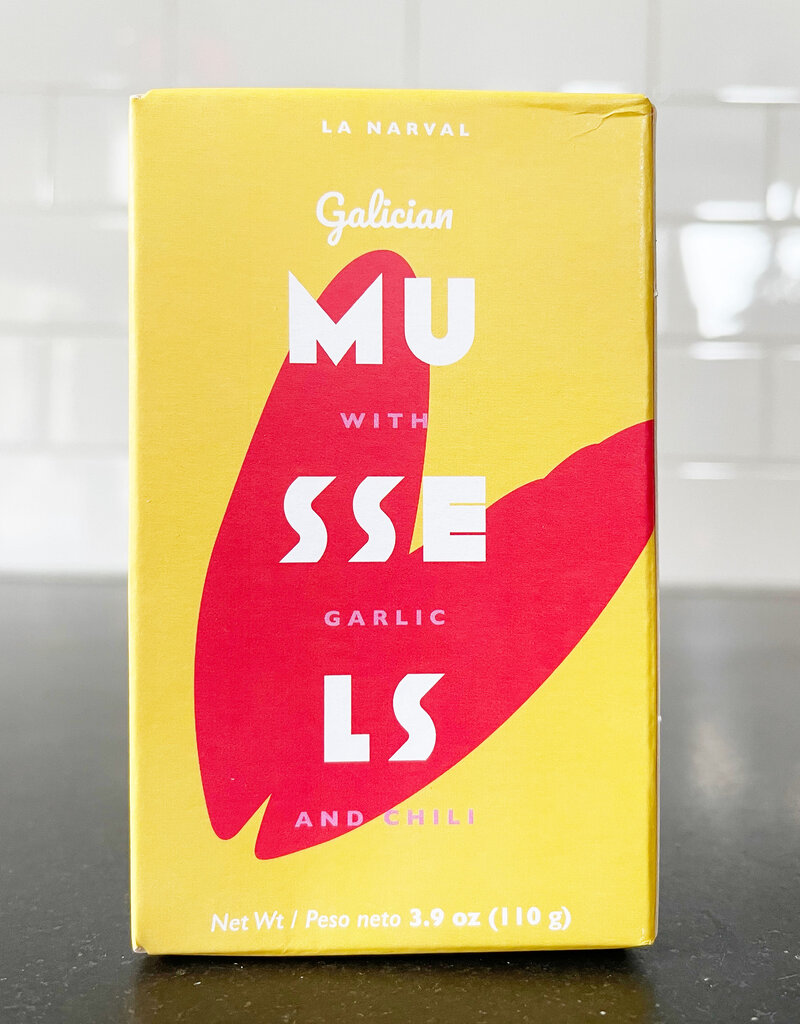 LA NARVAL
Galician
MU
WITH
SSE
GARLIC
LS
AND CHILI
Net Wt / Peso neto 3.9 oz (110 g)